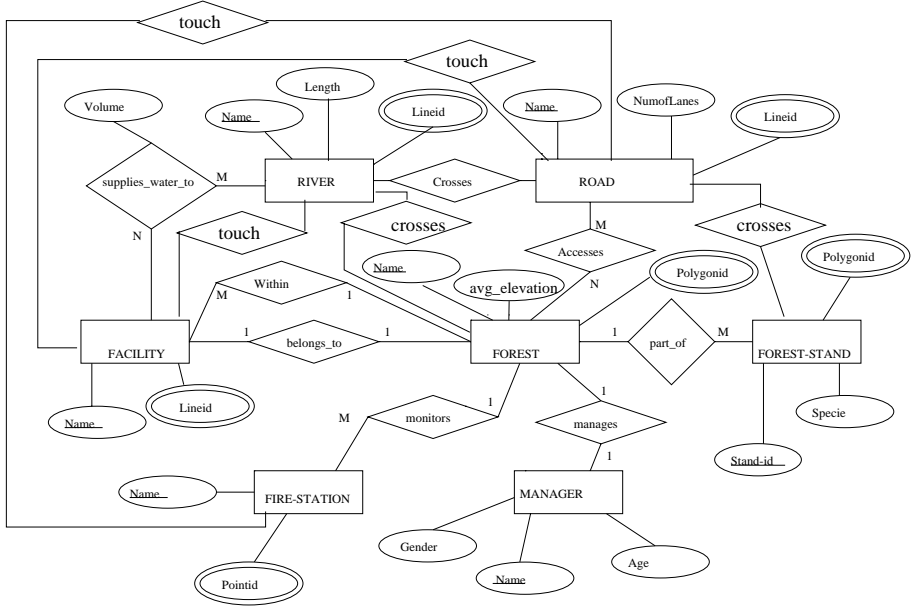 touch
touch
Length
Volume
Name
Lineid
Name
NumofLanes
Lineid
supplies_water_to
M
RIVER
Crosses
ROAD
N
touch
crosses
M
Accesses
crosses
Name
Polygonid
Polygonid
Within
M
1
avg_elevation
N
1
belongs_to
1
1
part_of
M
FACILITY
FOREST
FOREST-STAND
Lineid
Name
M
monitors
1
1
manages
Specie
1
Stand-id
Name
FIRE-STATION
MANAGER
Gender
Name
Age
Pointid